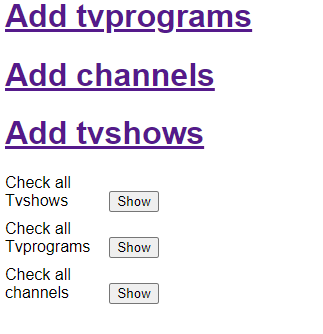 Add tvprograms
Add channels
Add tvshows
Check all
Tvshows Show
Check all
Tvprograms Show
Check all
channels Show